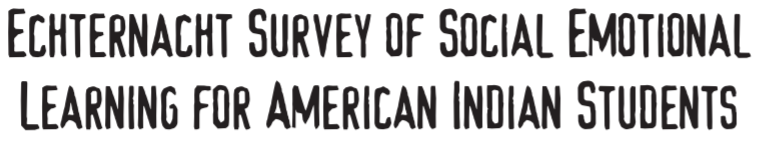 Echternacht Survey of Social Emotional
Learning for American Indian Students